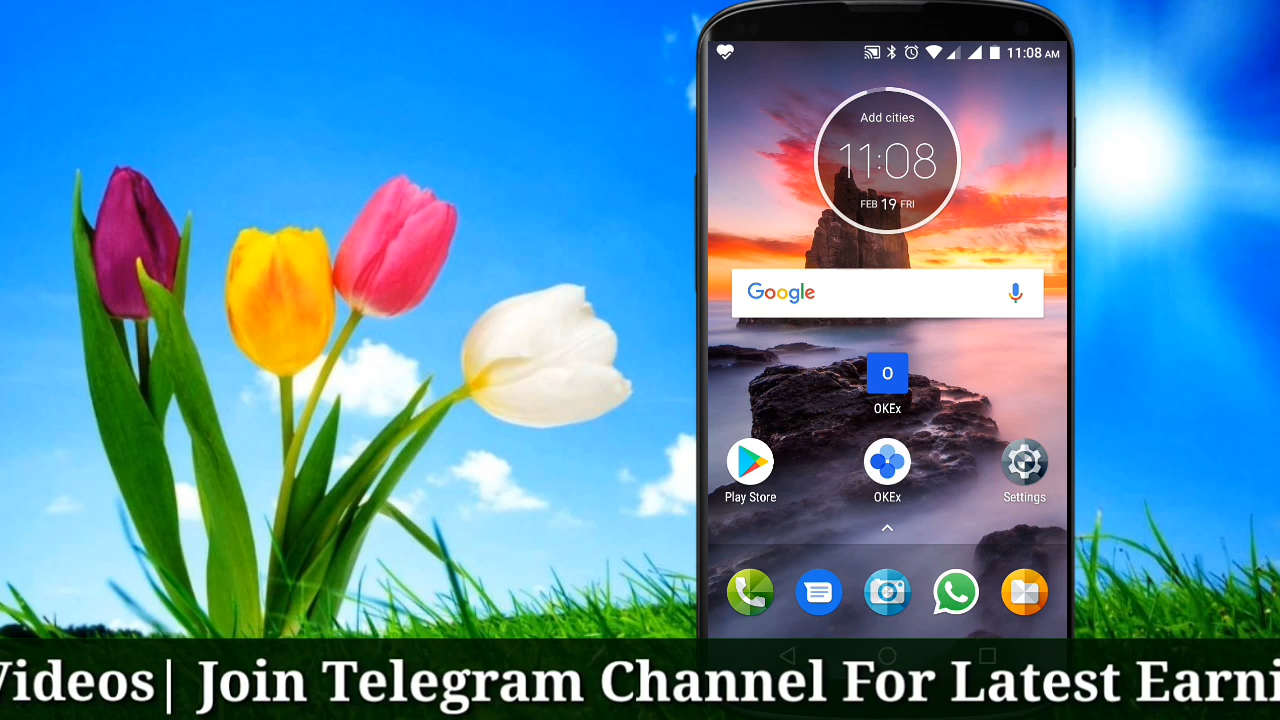 11:08 AM
Add cities
11:08
FEB 19 FRI
Google
O
OKEx
Play Store
OKEx
Settings
Videos| Join Telegram Channel For Latest Earni